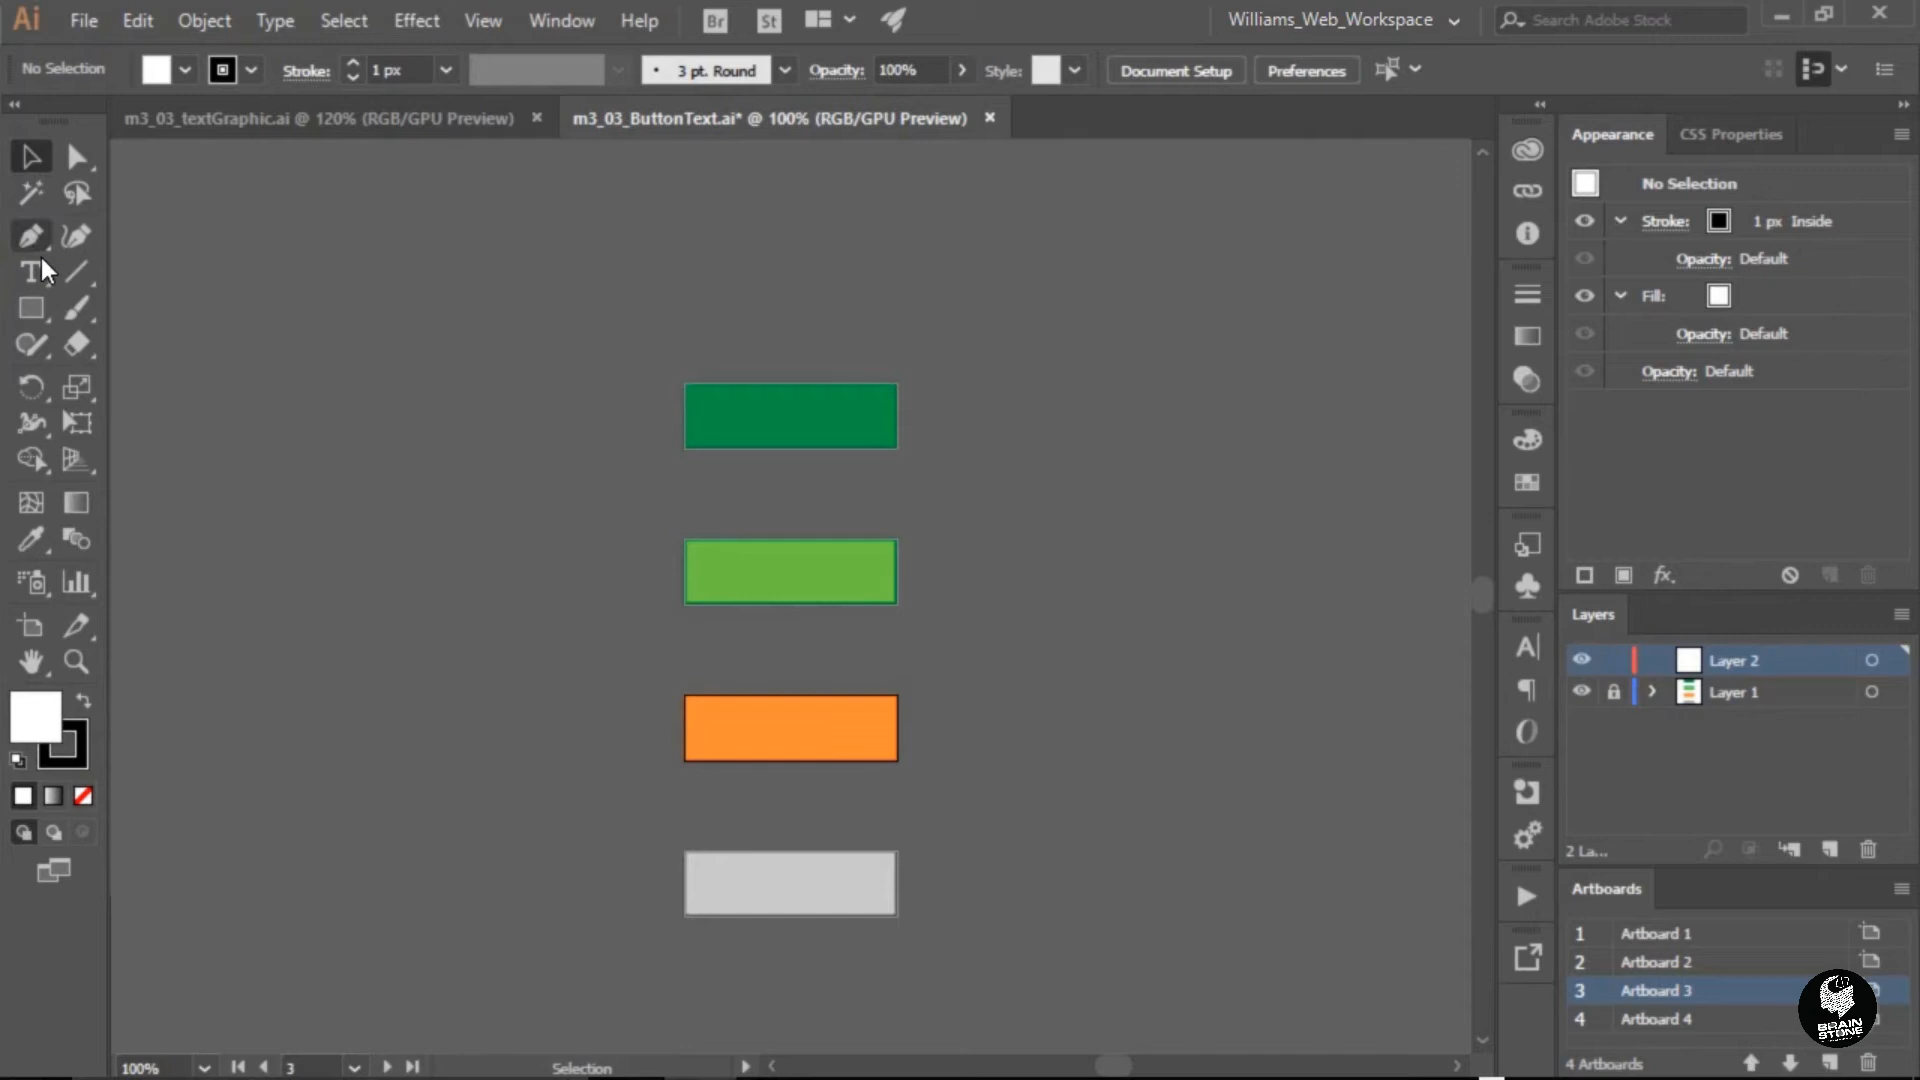 Ai File Edit Object Type Select Effect View Window Help Br St Williams_Web_Workspace Search Adobe Stock
No Selection Stroke: 1 px 3 pt. Round Opacity: 100% Style: Document Setup Preferences
m3_03_textGraphic.ai @ 120% (RGB/GPU Preview) × m3_03_ButtonText.ai* @ 100% (RGB/GPU Preview) ×
Appearance CSS Properties
No Selection
Stroke: 1 px Inside
Opacity: Default
Fill:
Opacity: Default
Opacity: Default
fx.
Layers
Layer 2
Layer 1
2 La...
Artboards
1 Artboard 1
2 Artboard 2
3 Artboard 3
4 Artboard 4
4 Artboards
100% 3 Selection
BRAIN
STONE